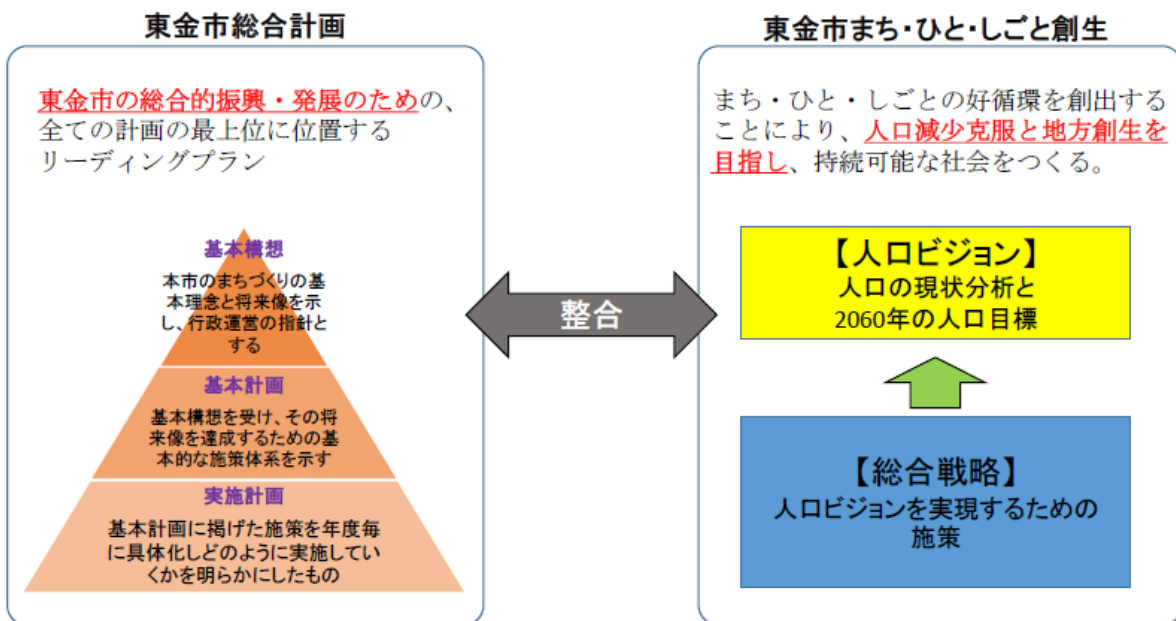 東金市総合計画
東金市の総合的振興・発展のための、
全ての計画の最上位に位置する
リーディングプラン
基本構想
本市のまちづくりの基
本理念と将来像を示
し、行政運営の指針と
する
基本計画
基本構想を受け、その将
来像を達成するための基
本的な施策体系を示す
実施計画
基本計画に掲げた施策を年度毎
に具体化しどのように実施してい
くかを明らかにしたもの
整合
東金市まち・ひと・しごと創生
まち・ひと・しごとの好循環を創出する
ことにより、人口減少克服と地方創生を
目指し、持続可能な社会をつくる。
【人口ビジョン】
人口の現状分析と
2060年の人口目標
【総合戦略】
人口ビジョンを実現するための
施策